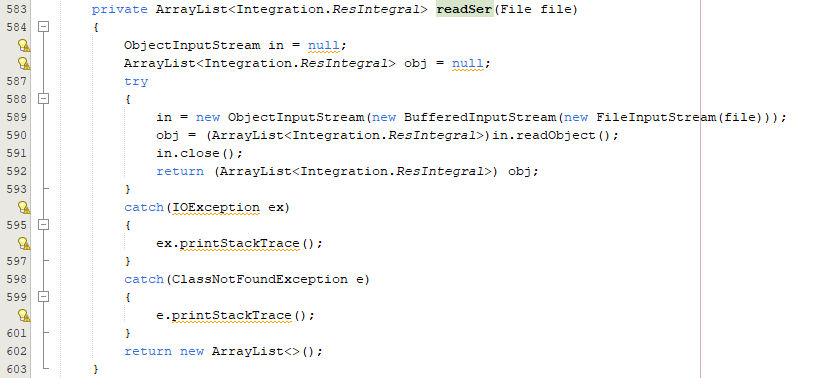 583 private ArrayList<Integration.ResIntegral> readSer(File file)
584 {
ObjectInputStream in = null;
ArrayList<Integration.ResIntegral> obj = null;
587 try
588 {
589 in = new ObjectInputStream(new BufferedInputStream(new FileInputStream(file)));
590 obj = (ArrayList<Integration.ResIntegral>)in.readObject();
591 in.close();
592 return (ArrayList<Integration.ResIntegral>) obj;
593 }
catch(IOException ex)
595 {
ex.printStackTrace();
597 }
598 catch(ClassNotFoundException e)
599 {
e.printStackTrace();
601 }
602 return new ArrayList<>();
603 }